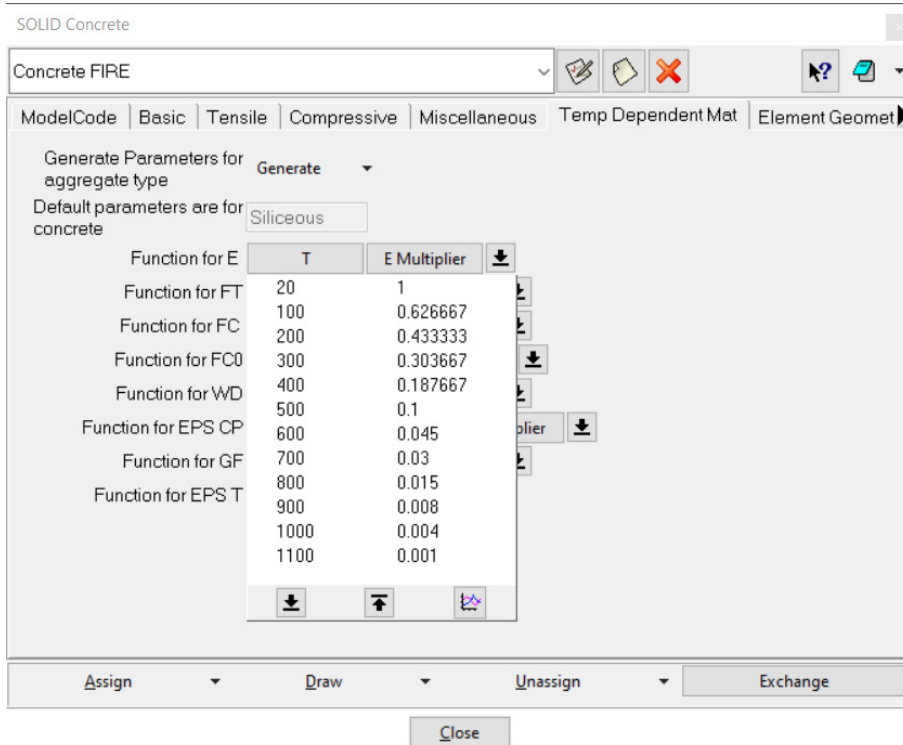 SOLID Concrete
Concrete FIRE
ModelCode Basic Tensile Compressive Miscellaneous Temp Dependent Mat Element Geomet
Generate Parameters for
aggregate type
Generate
Default parameters are for
concrete
Siliceous
Function for E T E Multiplier
Function for FT
Function for FC
Function for FC0
Function for WD
Function for EPS CP
Function for GF
Function for EPS T
20 1
100 0.626667
200 0.433333
300 0.303667
400 0.187667
500 0.1
600 0.045
700 0.03
800 0.015
900 0.008
1000 0.004
1100 0.001
plier
Assign Draw Unassign Exchange
Close